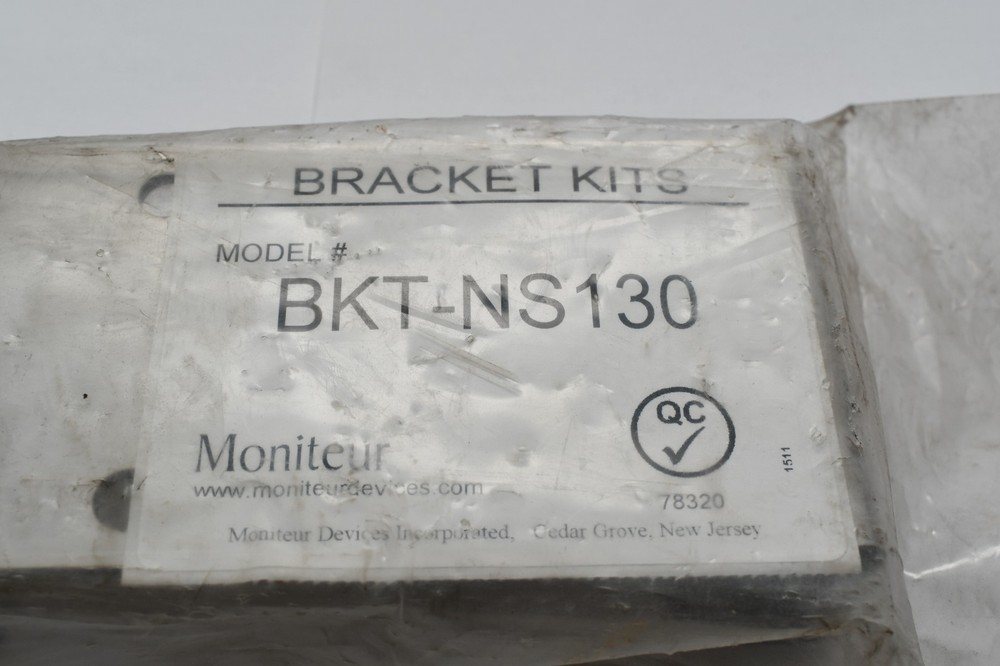 BRACKET KITS
MODEL #
BKT-NS130
QC
Moniteur
www.moniteurdevices.com
78320
1511
Moniteur Devices Incorporated, Cedar Grove, New Jersey